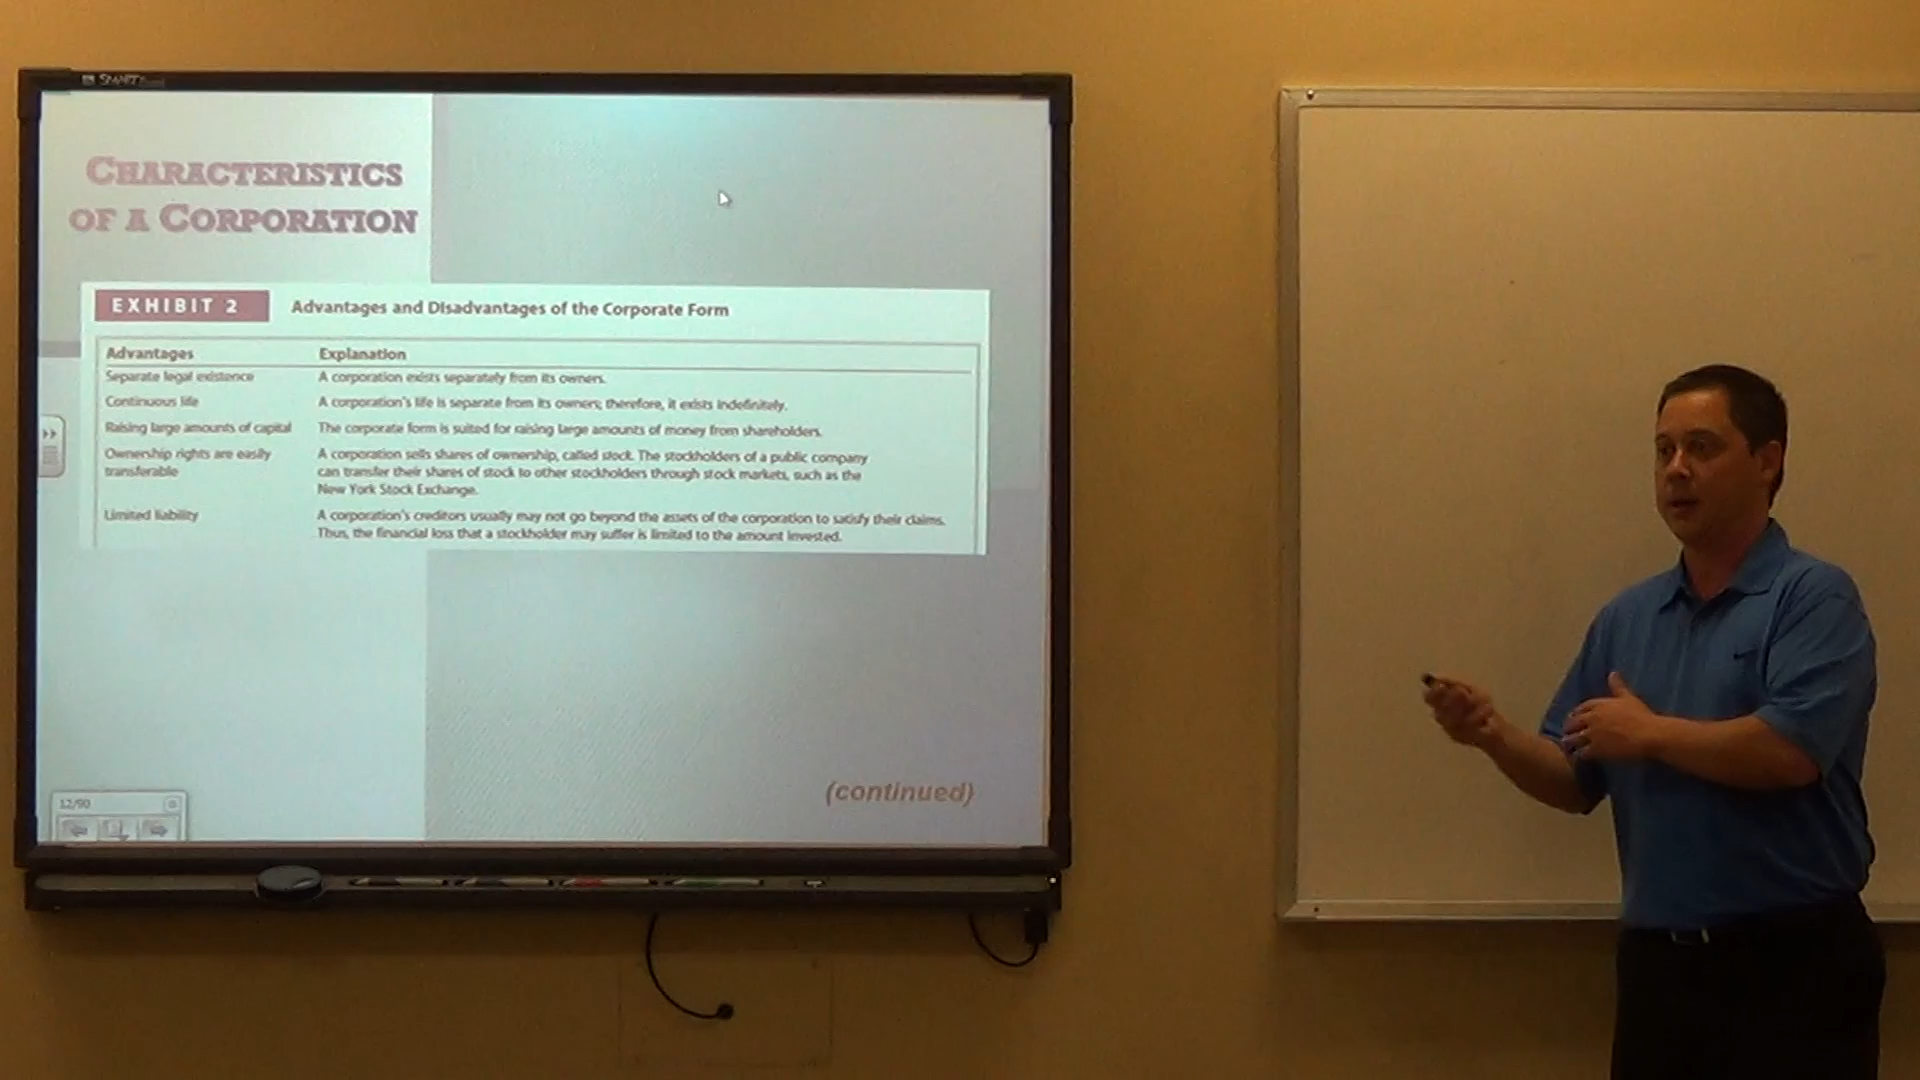 SMART
CHARACTERISTICS
OF A CORPORATION
EXHIBIT 2 Advantages and Disadvantages of the Corporate Form
Advantages Explanation
Separate legal existence A corporation exists separately from its owners.
Continuous life A corporation's life is separate from its owners; therefore, it exists indefinitely.
Raising large amounts of capital The corporate form is suited for raising large amounts of money from shareholders.
Ownership rights are easily A corporation sells shares of ownership, called stock. The stockholders of a public company
transferable can transfer their shares of stock to other stockholders through stock markets, such as the
New York Stock Exchange.
Limited liability A corporation's creditors usually may not go beyond the assets of the corporation to satisfy their claims.
Thus, the financial loss that a stockholder may suffer is limited to the amount invested.
(continued)
12/90